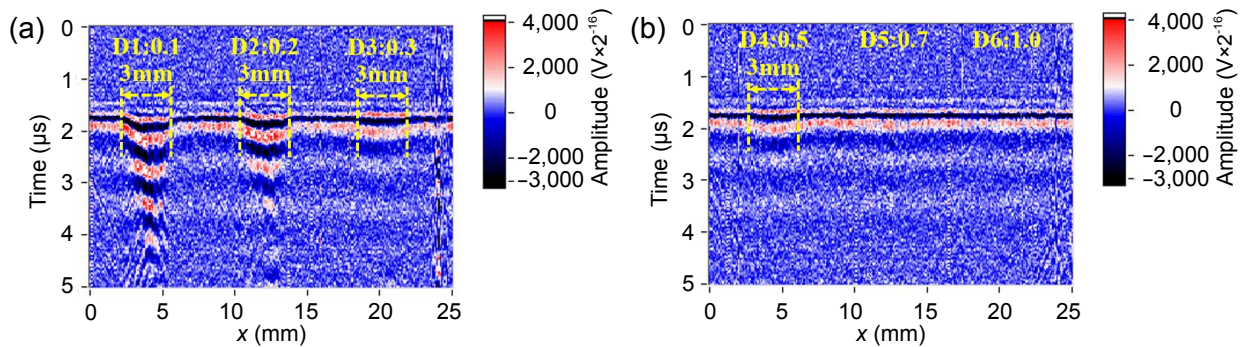 (a)
D1:0.1 D2:0.2 D3:0.3
3mm 3mm 3mm
0
1
2
3
4
5
Time (μs)
0 5 10 15 20 25
x (mm)
4,000
2,000
0
−2,000
−3,000
Amplitude (V×2⁻¹⁶)
(b)
D4:0.5 D5:0.7 D6:1.0
3mm
0
1
2
3
4
5
Time (μs)
0 5 10 15 20 25
x (mm)
4,000
2,000
0
−2,000
−3,000
Amplitude (V×2⁻¹⁶)